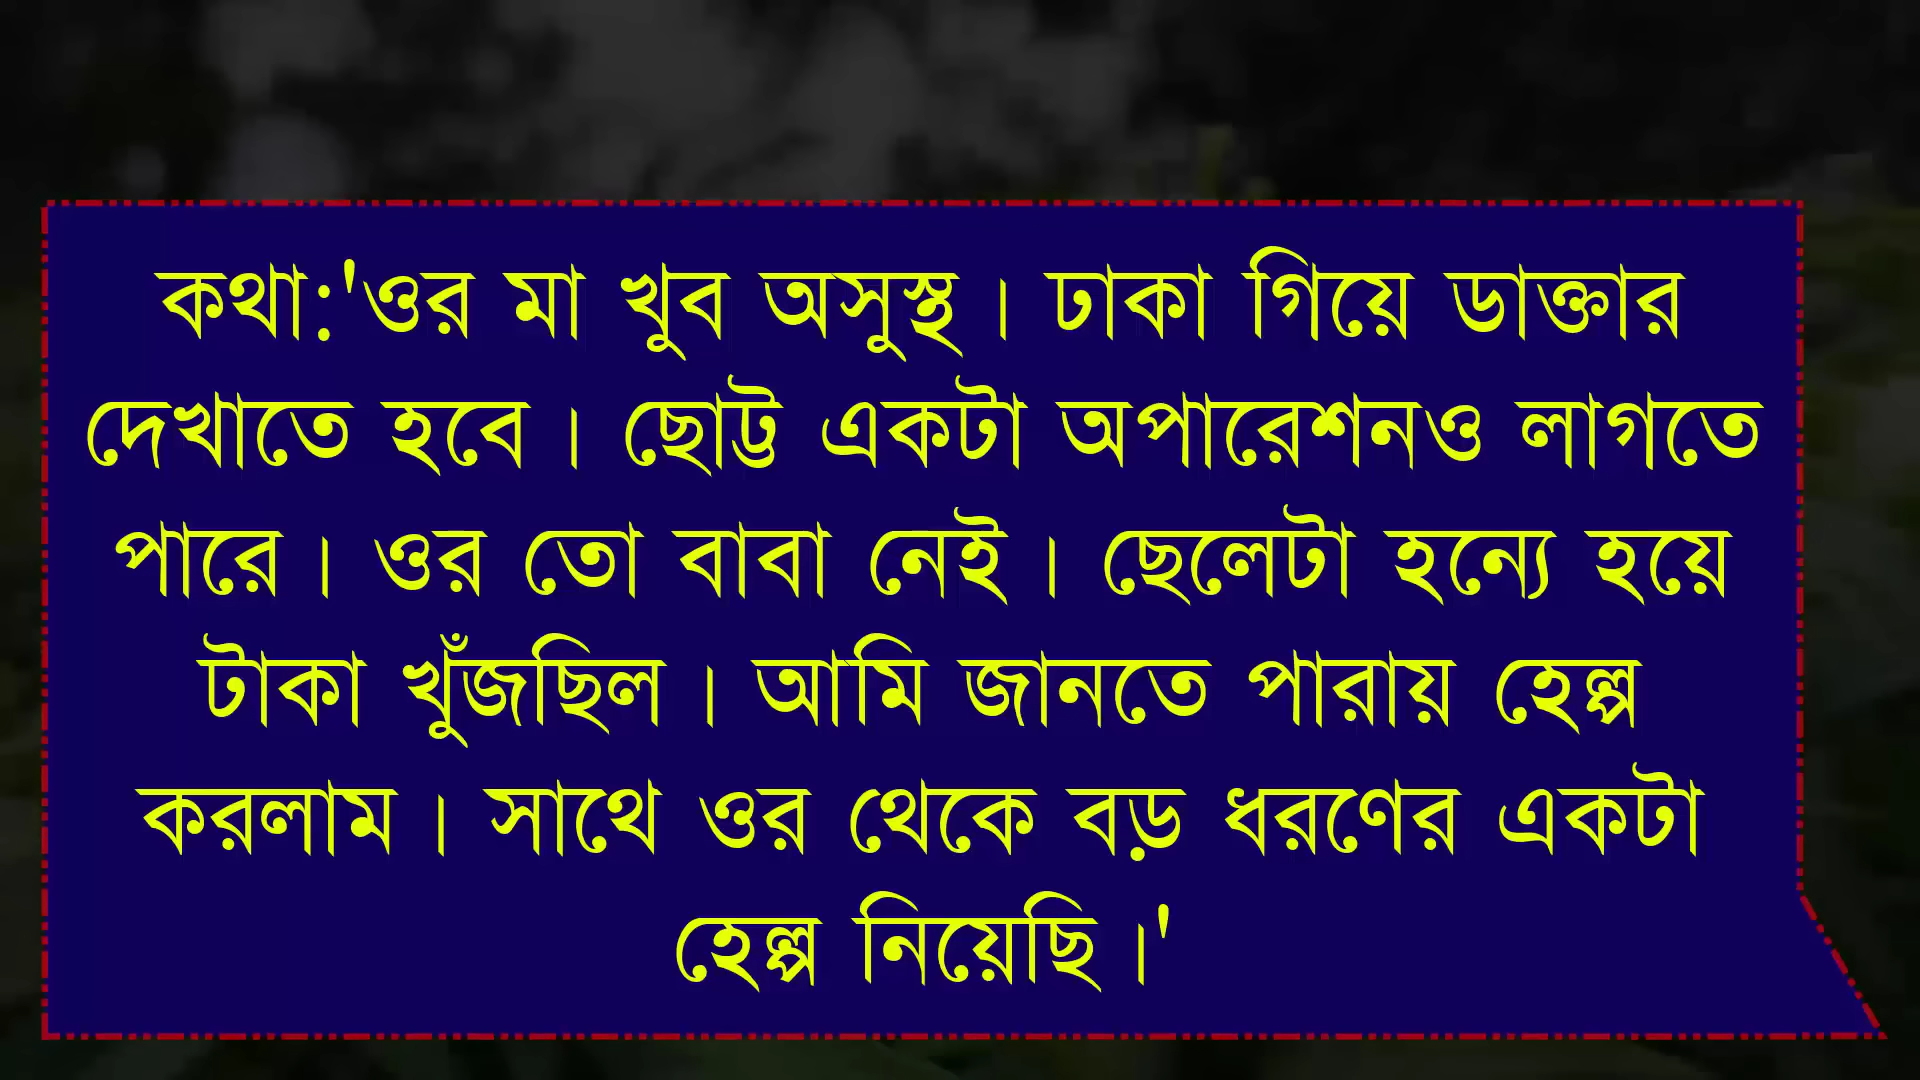 কথা:'ওর মা খুব অসুস্থ। ঢাকা গিয়ে ডাক্তার
দেখাতে হবে। ছোট্ট একটা অপারেশনও লাগতে
পারে। ওর তো বাবা নেই। ছেলেটা হন্যে হয়ে
টাকা খুঁজছিল। আমি জানতে পারায় হেল্প
করলাম। সাথে ওর থেকে বড় ধরণের একটা
হেল্প নিয়েছি।'